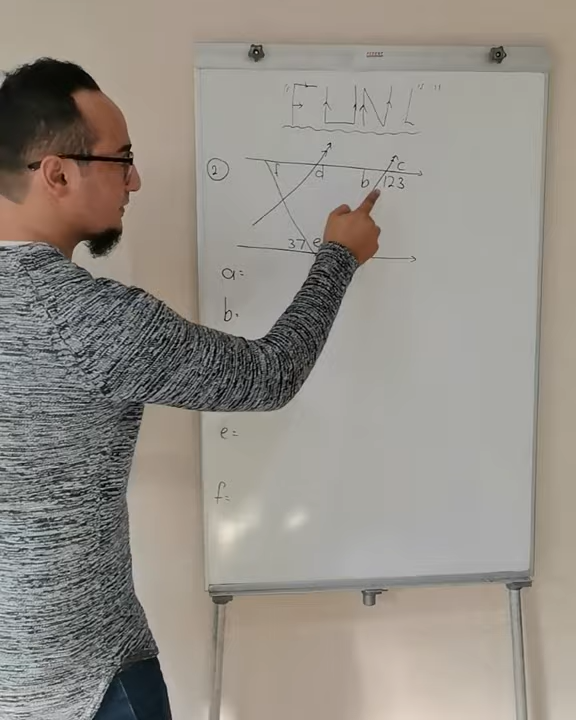 "FUN [""
2
f d b c
123
37 e
a=
b.
e=
f=